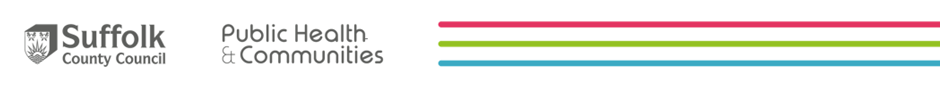 Suffolk
County Council
Public Health
& Communities